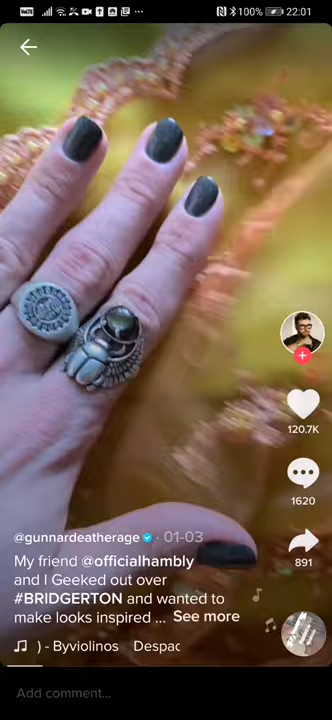 100% 22:01
120.7K
1620
891
@gunnardeatherage · 01-03
My friend @officialhambly
and I Geeked out over
#BRIDGERTON and wanted to
make looks inspired ... See more
) - Byviolinos Despac
Add comment...